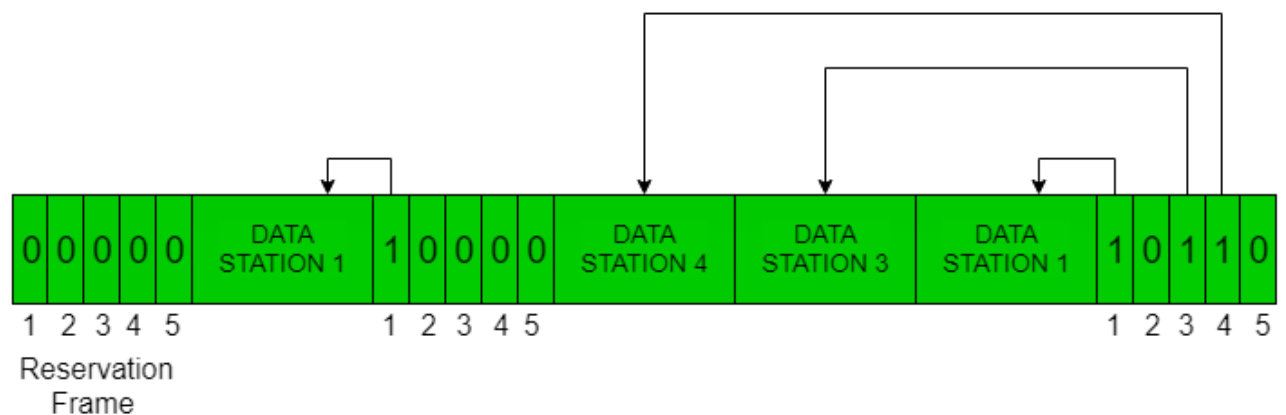 0 0 0 0 0 DATA STATION 1 1 0 0 0 0 DATA STATION 4 DATA STATION 3 DATA STATION 1 1 0 1 1 0
1 2 3 4 5 1 2 3 4 5 1 2 3 4 5
Reservation
Frame